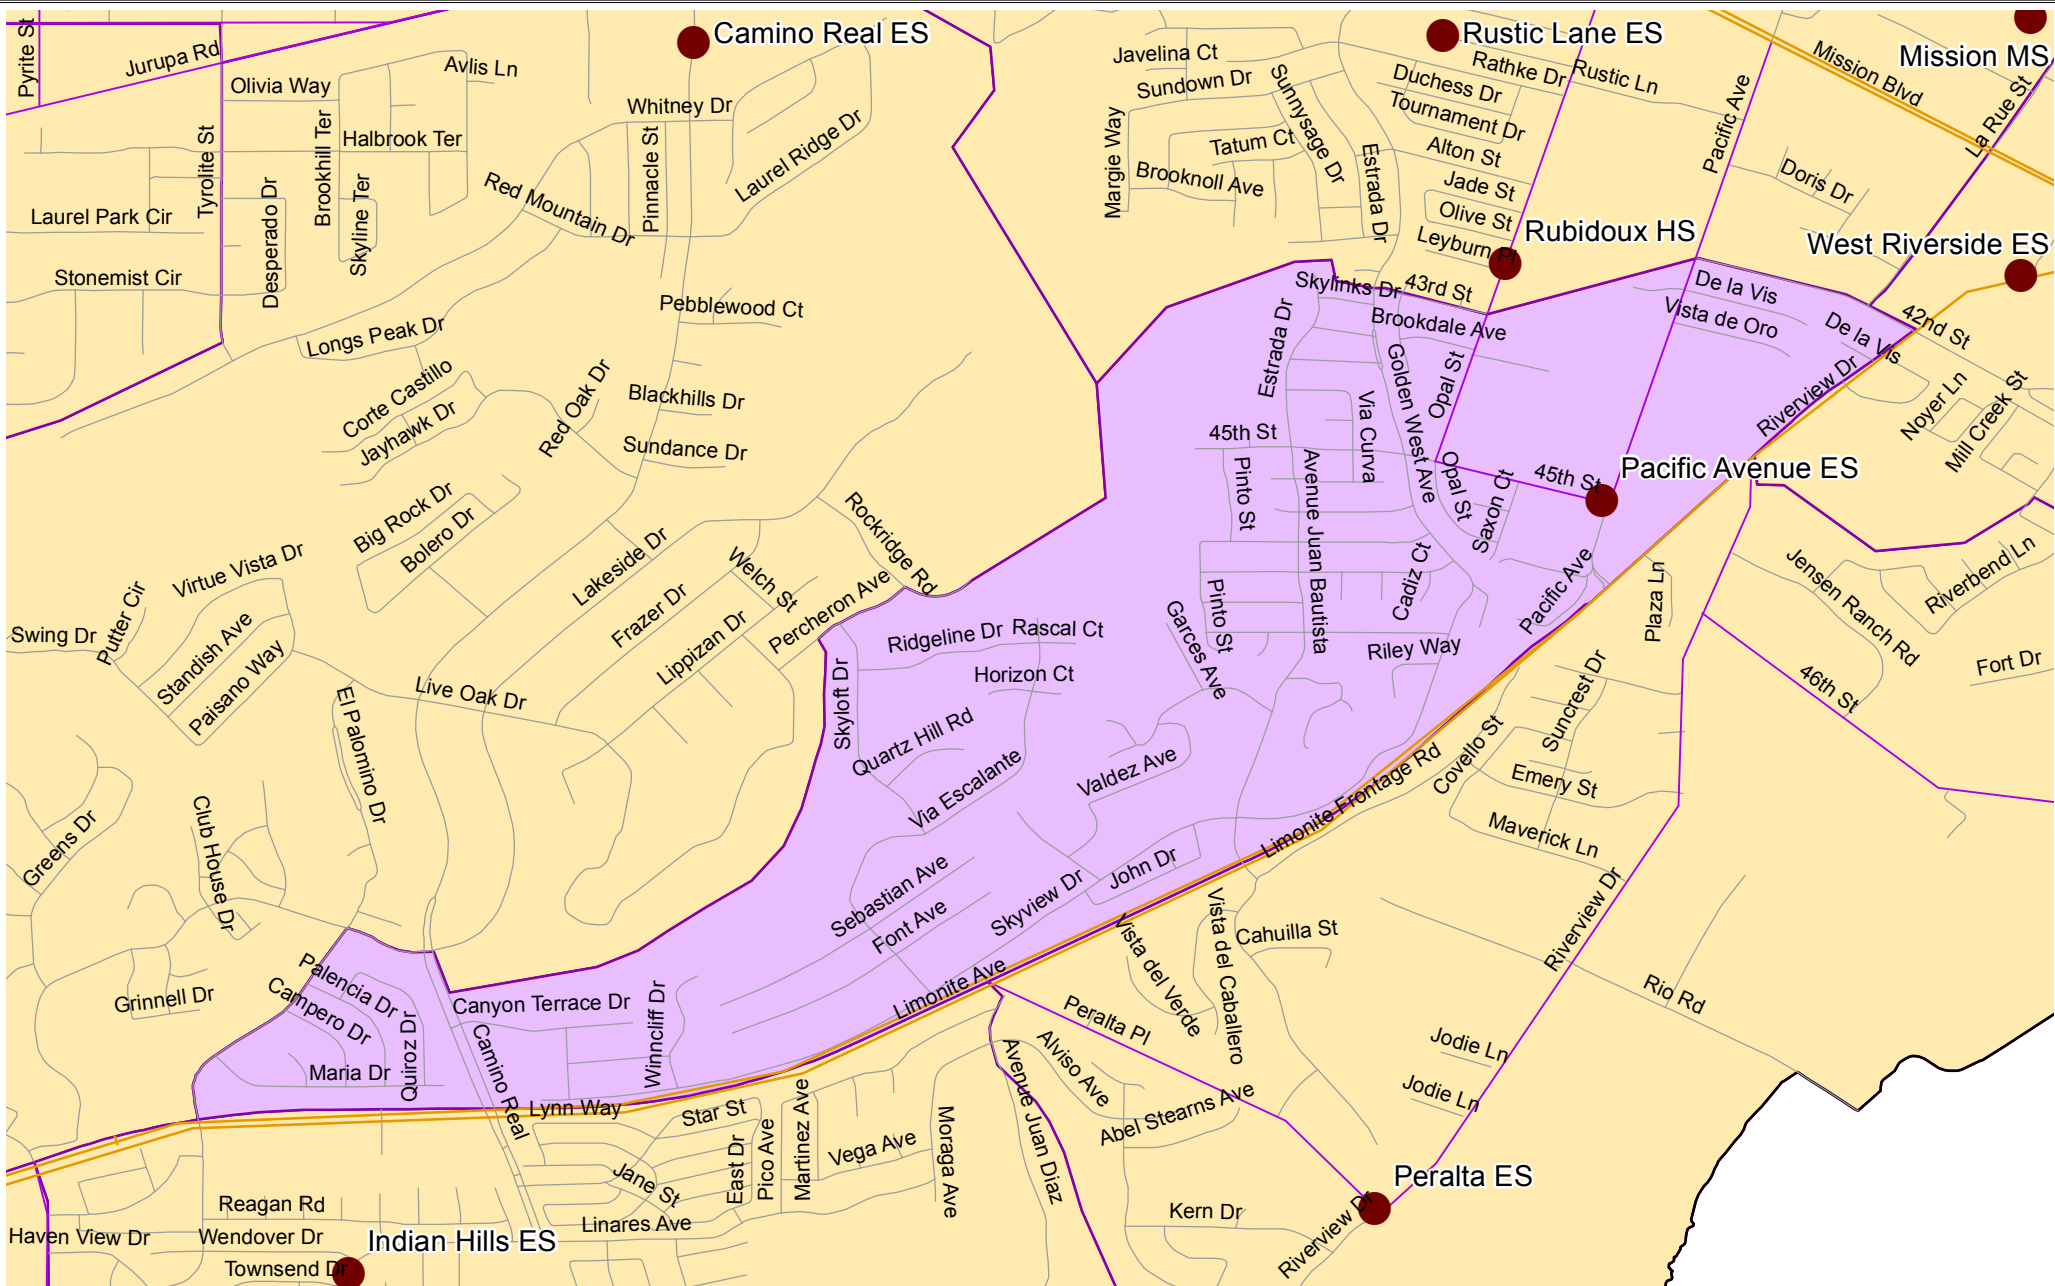 Pyrite St
Jurupa Rd
Camino Real ES
Rustic Lane ES
Mission MS
Olivia Way
Avlis Ln
Whitney Dr
Javelina Ct
Sundown Dr
Sunnysage Dr
Rathke Dr
Rustic Ln
Duchess Dr
Tournament Dr
Pacific Ave
Mission Blvd
La Rue St
Tyrolite St
Brookhill Ter
Halbrook Ter
Pinnacle St
Laurel Ridge Dr
Margie Way
Tatum Ct
Brooknoll Ave
Estrada Dr
Alton St
Jade St
Olive St
Leyburn Pl
Doris Dr
Laurel Park Cir
Desperado Dr
Skyline Ter
Red Mountain Dr
Rubidoux HS
West Riverside ES
Stonemist Cir
Longs Peak Dr
Pebblewood Ct
Skylinks Dr
43rd St
De la Vis
Vista de Oro
De la Vis
42nd St
Brookdale Ave
Estrada Dr
Corte Castillo
Jayhawk Dr
Red Oak Dr
Blackhills Dr
Sundance Dr
Via Curva
Golden West Ave
Opal St
Riverview Dr
Noyer Ln
Mill Creek St
45th St
Pinto St
Avenue Juan Bautista
Opal St
Saxon Ct
45th St
Pacific Avenue ES
Big Rock Dr
Bolero Dr
Rockridge Rd
Virtue Vista Dr
Lakeside Dr
Welch St
Percheron Ave
Cadiz Ct
Pacific Ave
Plaza Ln
Jensen Ranch Rd
Riverbend Ln
Swing Dr
Putter Cir
Standish Ave
Paisano Way
Frazer Dr
Lippizan Dr
Ridgeline Dr
Rascal Ct
Horizon Ct
Garces Ave
Pinto St
Riley Way
Fort Dr
46th St
El Palomino Dr
Live Oak Dr
Skyloft Dr
Quartz Hill Rd
Via Escalante
Valdez Ave
Suncrest Dr
Covello St
Emery St
Maverick Ln
Limonite Frontage Rd
Greens Dr
Club House Dr
Sebastian Ave
Font Ave
Skyview Dr
John Dr
Vista del Verde
Vista del Caballero
Cahuilla St
Riverview Dr
Rio Rd
Grinnell Dr
Palencia Dr
Campero Dr
Maria Dr
Quiroz Dr
Canyon Terrace Dr
Camino Real
Winncliff Dr
Limonite Ave
Peralta Pl
Jodie Ln
Jodie Ln
Lynn Way
Star St
East Dr
Pico Ave
Martinez Ave
Vega Ave
Moraga Ave
Avenue Juan Diaz
Alviso Ave
Abel Stearns Ave
Jane St
Linares Ave
Peralta ES
Kern Dr
Riverview Dr
Reagan Rd
Haven View Dr
Wendover Dr
Townsend Dr
Indian Hills ES